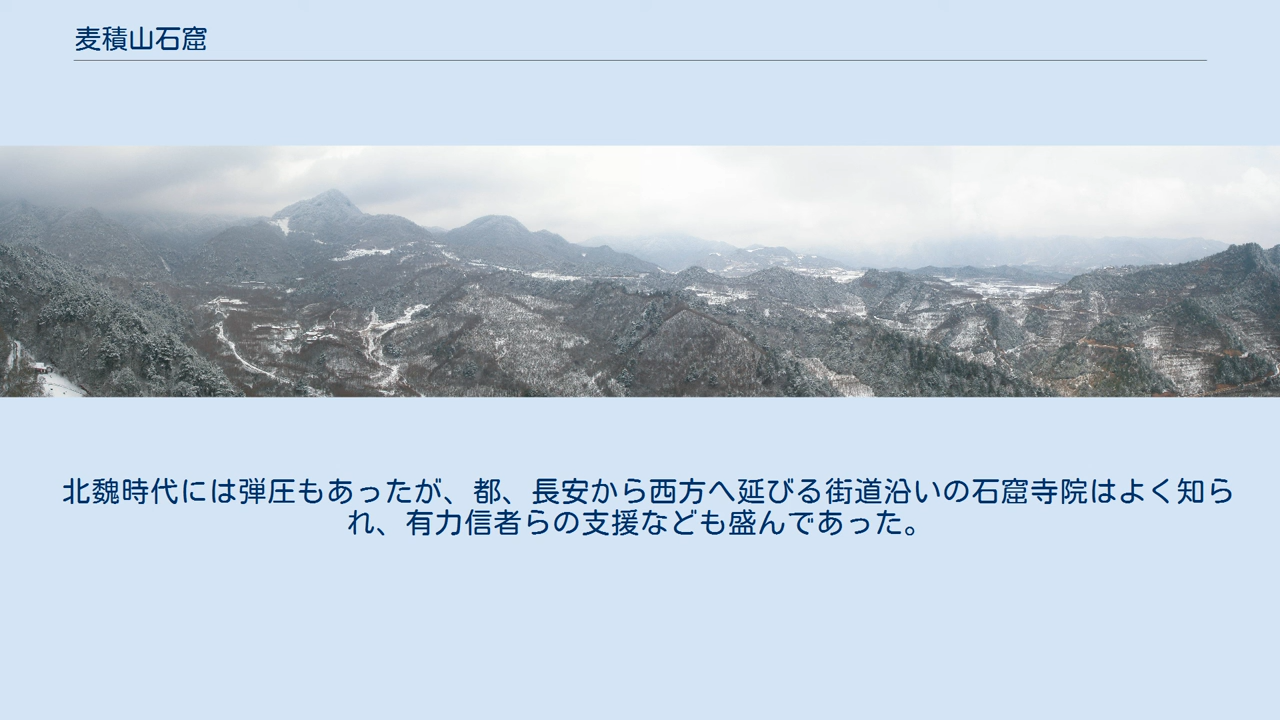 麦積山石窟
北魏時代には弾圧もあったが、都、長安から西方へ延びる街道沿いの石窟寺院はよく知ら
れ、有力信者らの支援なども盛んであった。